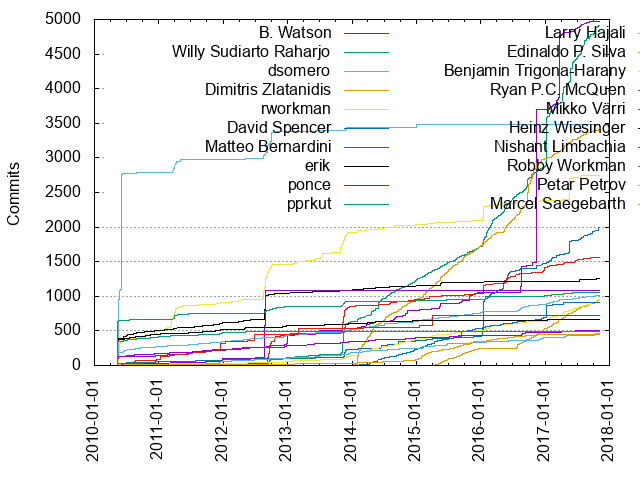 5000
4500
4000
3500
3000
2500
2000
1500
1000
500
0
Commits
B. Watson
Willy Sudiarto Raharjo
dsomero
Dimitris Zlatanidis
rworkman
David Spencer
Matteo Bernardini
erik
ponce
pprkut
Larry Hajali
Edinaldo P. Silva
Benjamin Trigona-Harany
Ryan P.C. McQuen
Mikko Värri
Heinz Wiesinger
Nishant Limbachia
Robby Workman
Petar Petrov
Marcel Saegebarth
2010-01-01
2011-01-01
2012-01-01
2013-01-01
2014-01-01
2015-01-01
2016-01-01
2017-01-01
2018-01-01